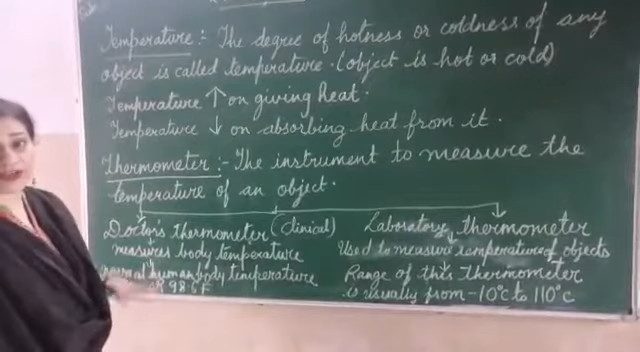 Temperature :- The degree of hotness or coldness of any
object is called temperature. (object is hot or cold)
Temperature ↑ on giving heat.
Temperature ↓ on absorbing heat from it.
Thermometer :- The instrument to measure the
temperature of an object.
Doctor's thermometer (Clinical)
measures body temperature
normal human body temperature
98.6°F
Laboratory thermometer
Used to measure temperature of objects
Range of this thermometer
is usually from -10°C to 110°C